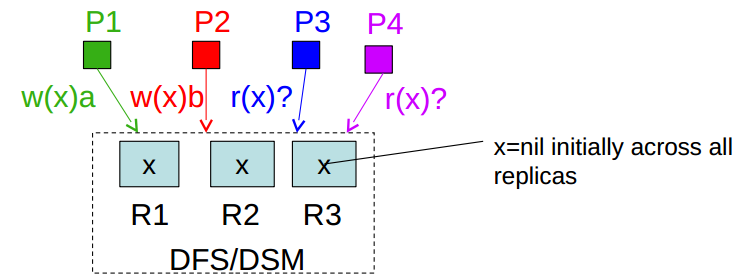 P1 P2 P3 P4
w(x)a w(x)b r(x)? r(x)?
x x x
x=nil initially across all
replicas
R1 R2 R3
DFS/DSM